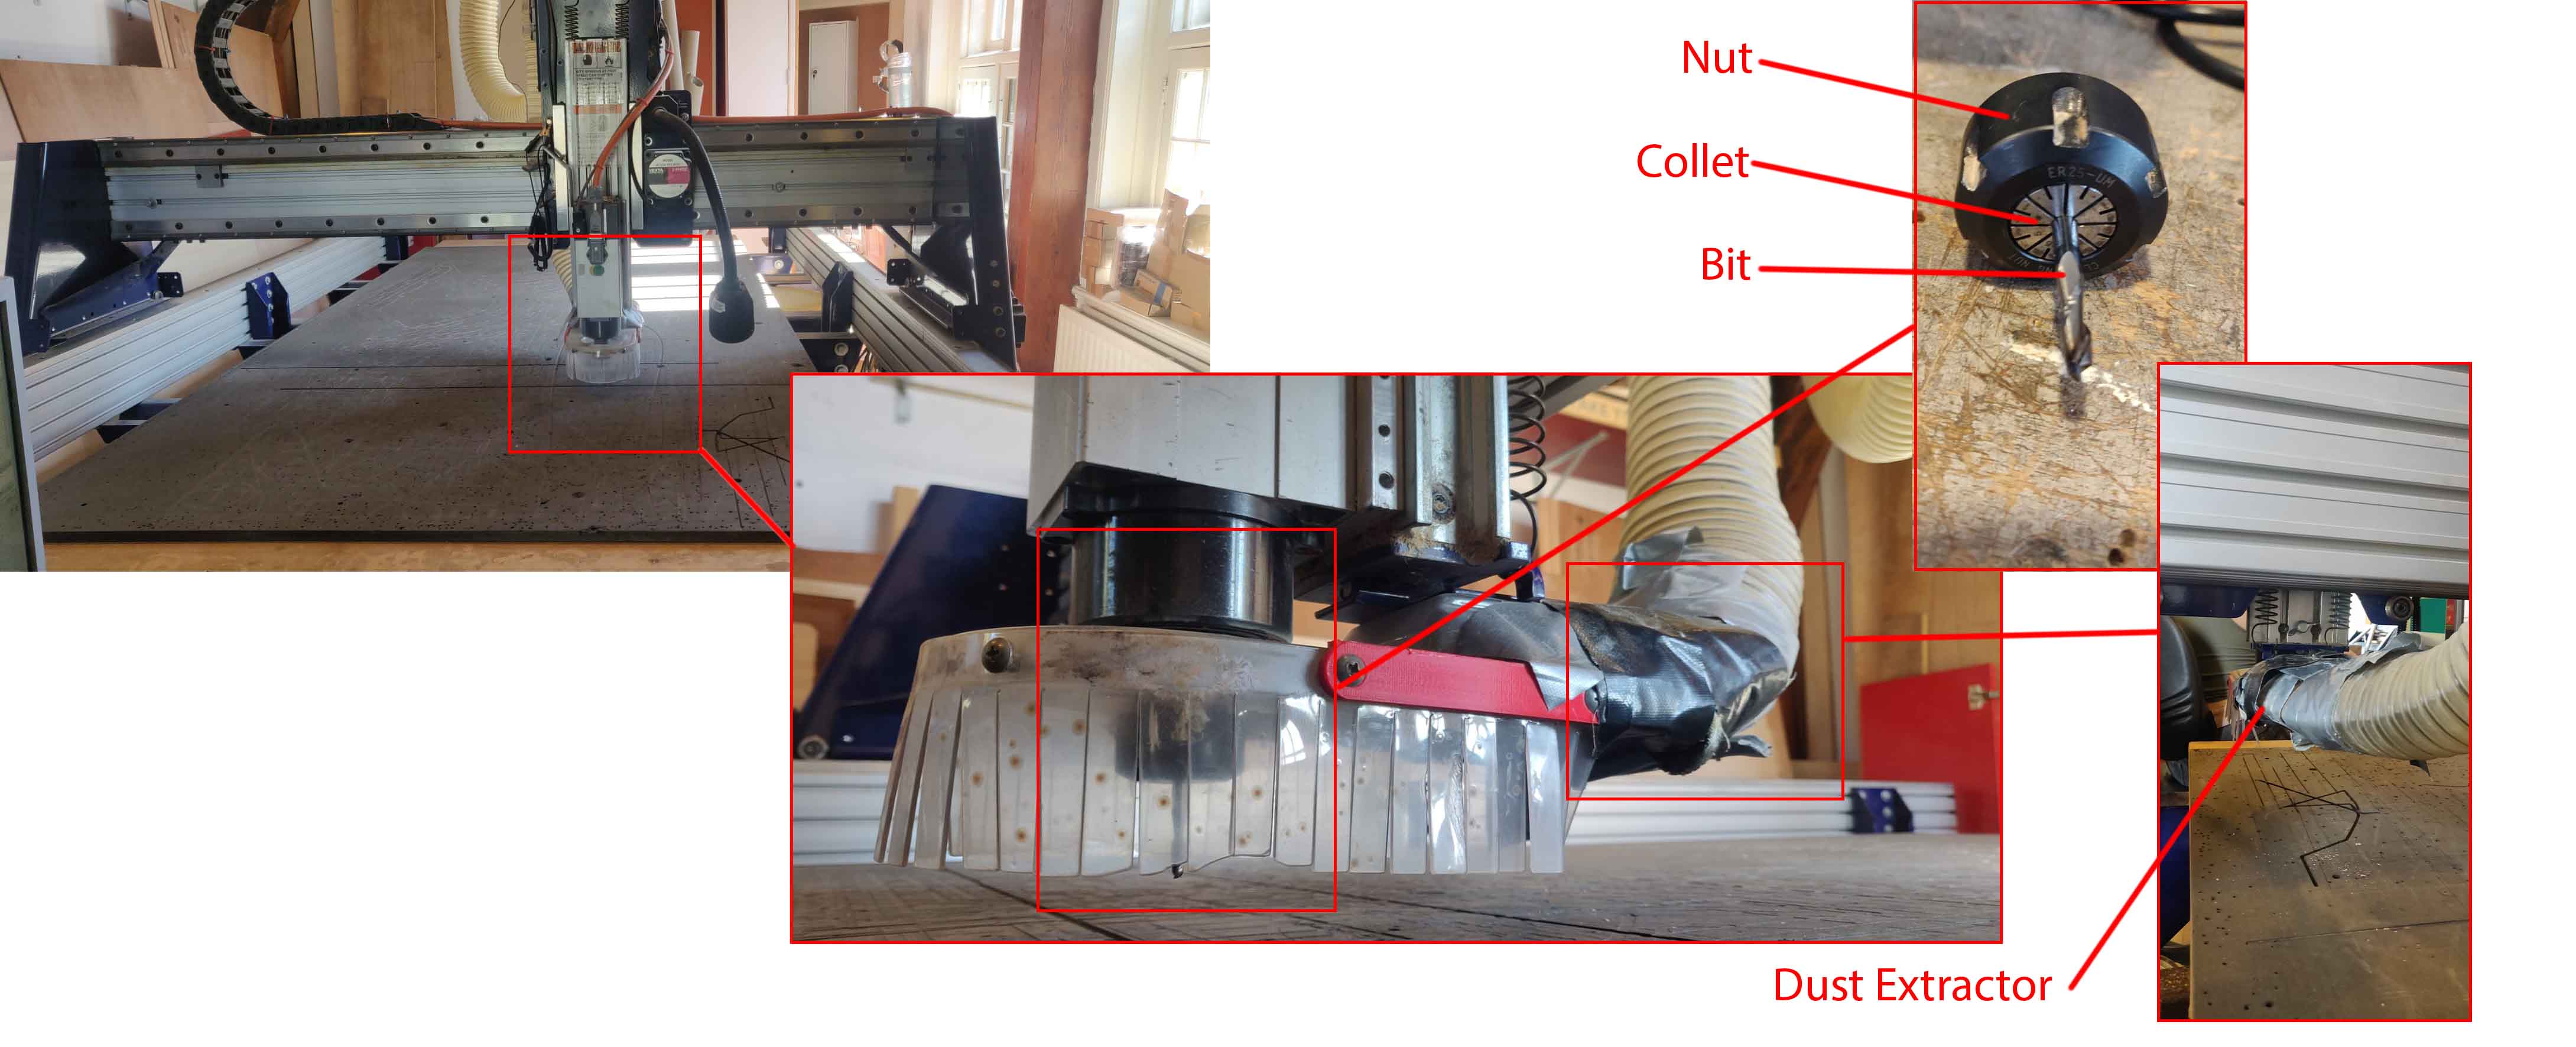 Nut
Collet
Bit
ER25-UM
Dust Extractor